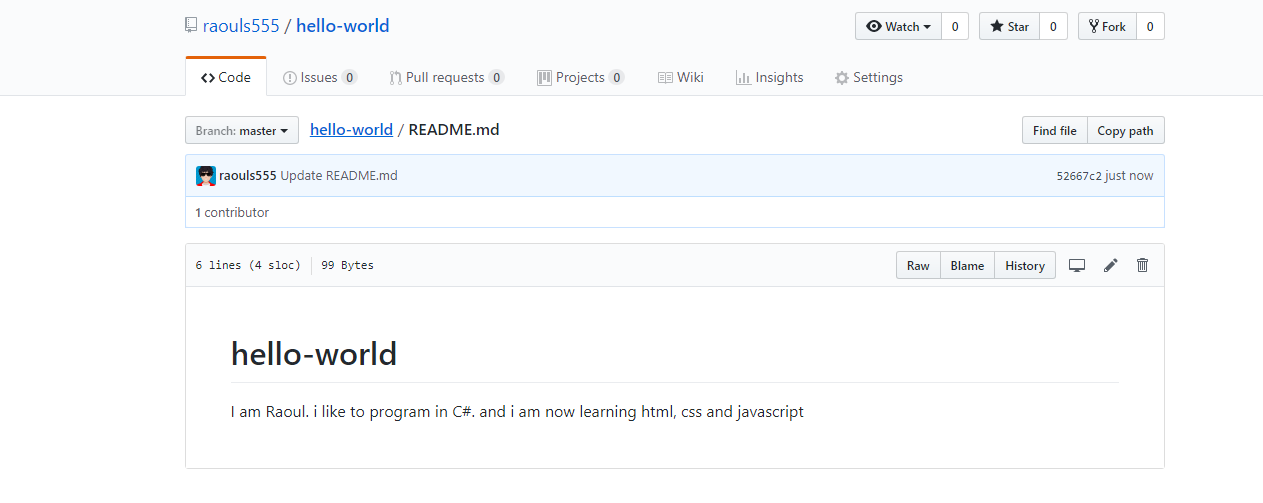 raouls555 / hello-world
Watch 0 Star 0 Fork 0
Code Issues 0 Pull requests 0 Projects 0 Wiki Insights Settings
Branch: master hello-world / README.md Find file Copy path
raouls555 Update README.md 52667c2 just now
1 contributor
6 lines (4 sloc) 99 Bytes Raw Blame History
hello-world
I am Raoul. i like to program in C#. and i am now learning html, css and javascript